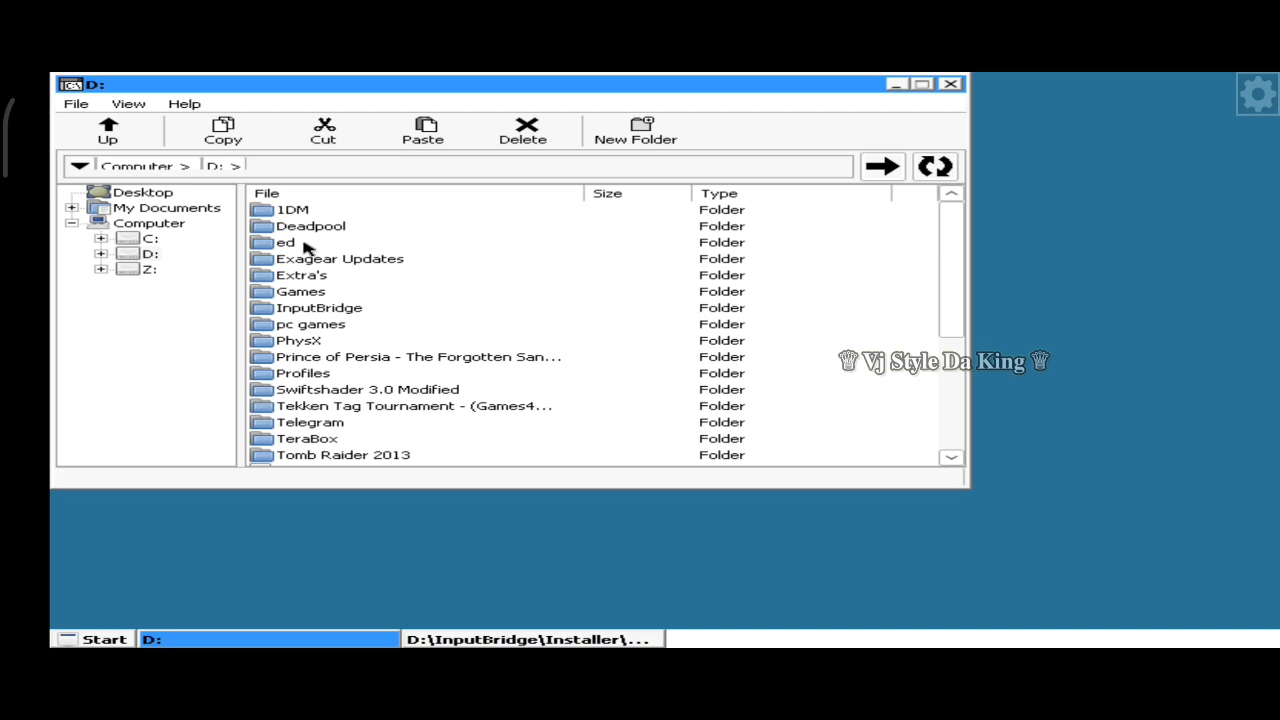 D:
File View Help
Up Copy Cut Paste Delete New Folder
Computer > D: >
Desktop
My Documents
Computer
C:
D:
Z:
File Size Type
1DM Folder
Deadpool Folder
ed Folder
Exagear Updates Folder
Extra's Folder
Games Folder
InputBridge Folder
pc games Folder
PhysX Folder
Prince of Persia - The Forgotten San... Folder
Profiles Folder
Swiftshader 3.0 Modified Folder
Tekken Tag Tournament - (Games4... Folder
Telegram Folder
TeraBox Folder
Tomb Raider 2013 Folder
♕ Vj Style Da King ♕
Start D: D:\InputBridge\Installer\...